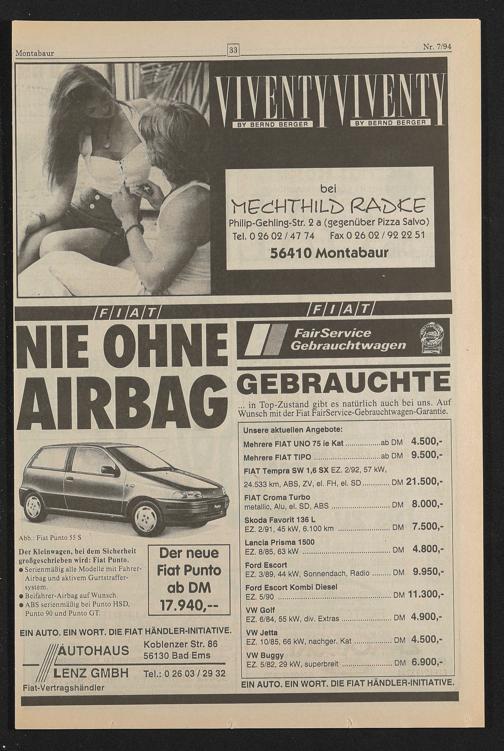 Montabaur
33
Nr. 7/94
VIVENTY VIVENTY
BY BERND BERGER BY BERND BERGER
bei
MECHTHILD RADKE
Philip-Gehling-Str. 2 a (gegenüber Pizza Salvo)
Tel. 0 26 02 / 47 74 Fax 0 26 02 / 92 22 51
56410 Montabaur
FIAT
NIE OHNE
AIRBAG
Abb.: Fiat Punto 55 S
Der Kleinwagen, bei dem Sicherheit
großgeschrieben wird: Fiat Punto.
● Serienmäßig alle Modelle mit Fahrer-
Airbag und aktivem Gurtstraffer-
system.
● Beifahrer-Airbag auf Wunsch.
● ABS serienmäßig bei Punto HSD,
Punto 90 und Punto GT.
Der neue
Fiat Punto
ab DM
17.940,--
EIN AUTO. EIN WORT. DIE FIAT HÄNDLER-INITIATIVE.
AUTOHAUS
LENZ GMBH
Fiat-Vertragshändler
Koblenzer Str. 86
56130 Bad Ems
Tel.: 0 26 03 / 29 32
FIAT
FairService
Gebrauchtwagen
GEBRAUCHTE
... in Top-Zustand gibt es natürlich auch bei uns. Auf
Wunsch mit der Fiat FairService-Gebrauchtwagen-Garantie.
Unsere aktuellen Angebote:
Mehrere FIAT UNO 75 ie Kat ............... ab DM 4.500,-
Mehrere FIAT TIPO ............... ab DM 9.500,-
FIAT Tempra SW 1,6 SX EZ. 2/92, 57 kW,
24.533 km, ABS, ZV, el. FH, el. SD ........ DM 21.500,-
FIAT Croma Turbo
metallic, Alu, el. SD, ABS ............... DM 8.000,-
Skoda Favorit 136 L
EZ. 2/91, 45 kW, 6.100 km ............... DM 7.500,-
Lancia Prisma 1500
EZ. 8/85, 63 kW ............... DM 4.800,-
Ford Escort
EZ. 3/89, 44 kW, Sonnendach, Radio ........ DM 9.950,-
Ford Escort Kombi Diesel
EZ. 5/90 ............... DM 11.300,-
VW Golf
EZ. 6/84, 55 kW, div. Extras ............... DM 4.900,-
VW Jetta
EZ. 10/85, 66 kW, nachger. Kat ............ DM 4.500,-
VW Buggy
EZ. 5/82, 29 kW, superbreit ............... DM 6.900,-
EIN AUTO. EIN WORT. DIE FIAT HÄNDLER-INITIATIVE.